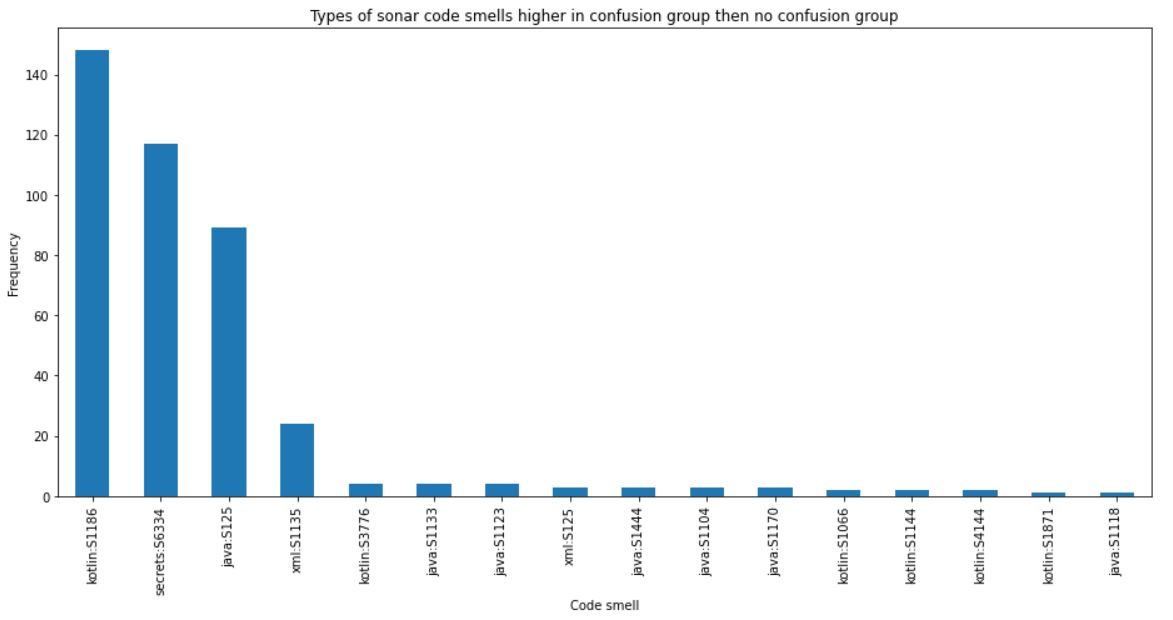 Types of sonar code smells higher in confusion group then no confusion group
Frequency
0
20
40
60
80
100
120
140
kotlin:S1186
secrets:S6334
java:S125
xml:S1135
kotlin:S3776
java:S1133
java:S1123
xml:S125
java:S1444
java:S1104
java:S1170
kotlin:S1066
kotlin:S1144
kotlin:S4144
kotlin:S1871
java:S1118
Code smell